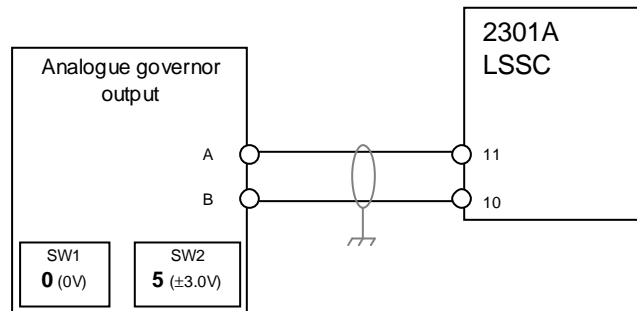 2301A
LSSC
Analogue governor
output
A
11
B
10
SW1
0 (0V)
SW2
5 (±3.0V)